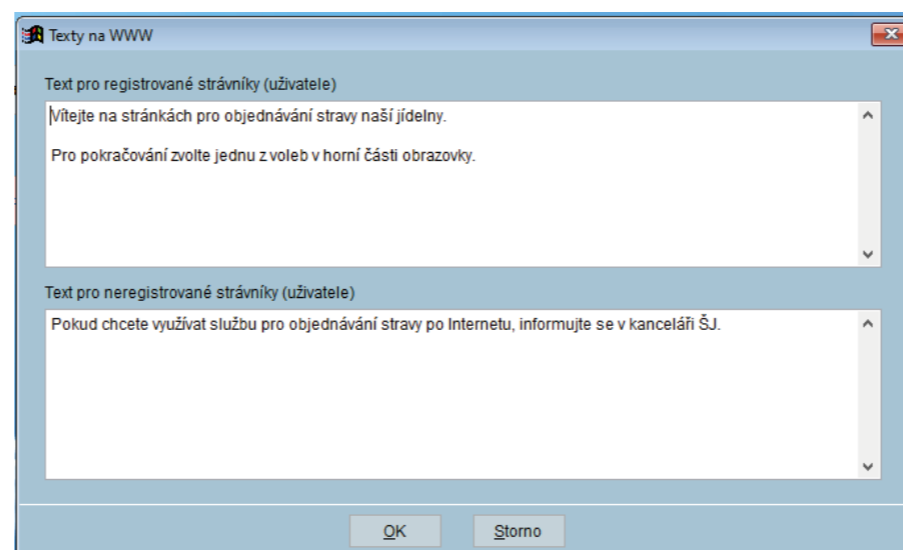 Texty na WWW
Text pro registrované strávníky (uživatele)
Vítejte na stránkách pro objednávání stravy naší jídelny.
Pro pokračování zvolte jednu z voleb v horní části obrazovky.
Text pro neregistrované strávníky (uživatele)
Pokud chcete využívat službu pro objednávání stravy po Internetu, informujte se v kanceláři ŠJ.
OK
Storno